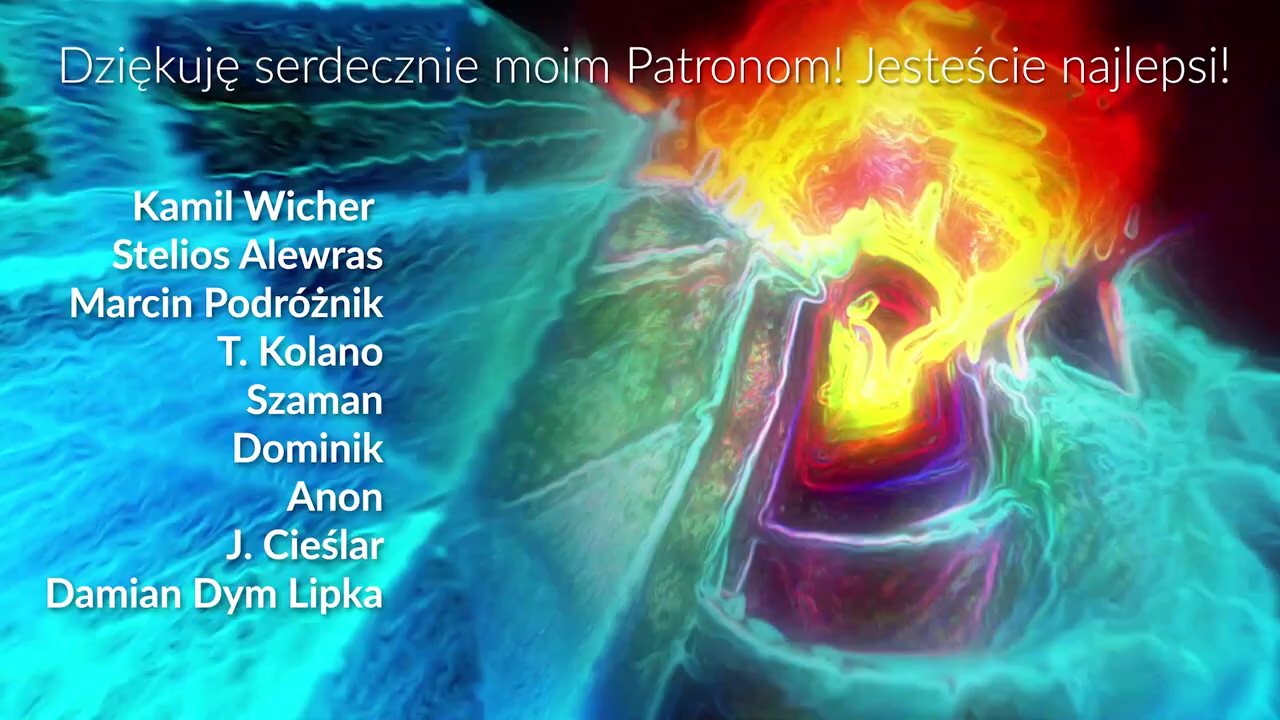 Dziękuję serdecznie moim Patronom! Jesteście najlepsi!
Kamil Wicher
Stelios Alewras
Marcin Podróżnik
T. Kolano
Szaman
Dominik
Anon
J. Cieślar
Damian Dym Lipka